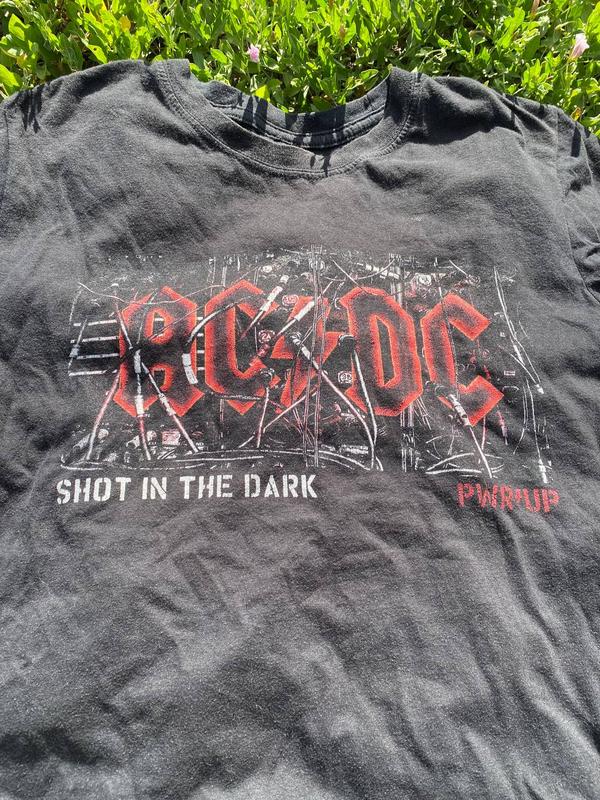 AC⚡DC
SHOT IN THE DARK
PWR⚡UP